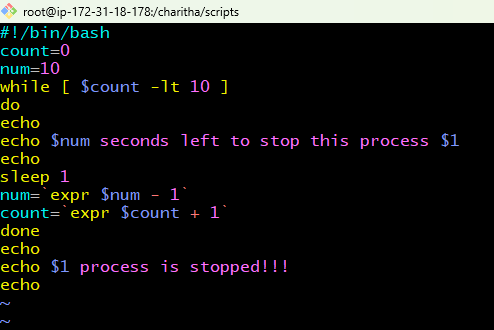 root@ip-172-31-18-178:/charitha/scripts
#!/bin/bash
count=0
num=10
while [ $count -lt 10 ]
do
echo
echo $num seconds left to stop this process $1
echo
sleep 1
num=`expr $num - 1`
count=`expr $count + 1`
done
echo
echo $1 process is stopped!!!
echo
~
~